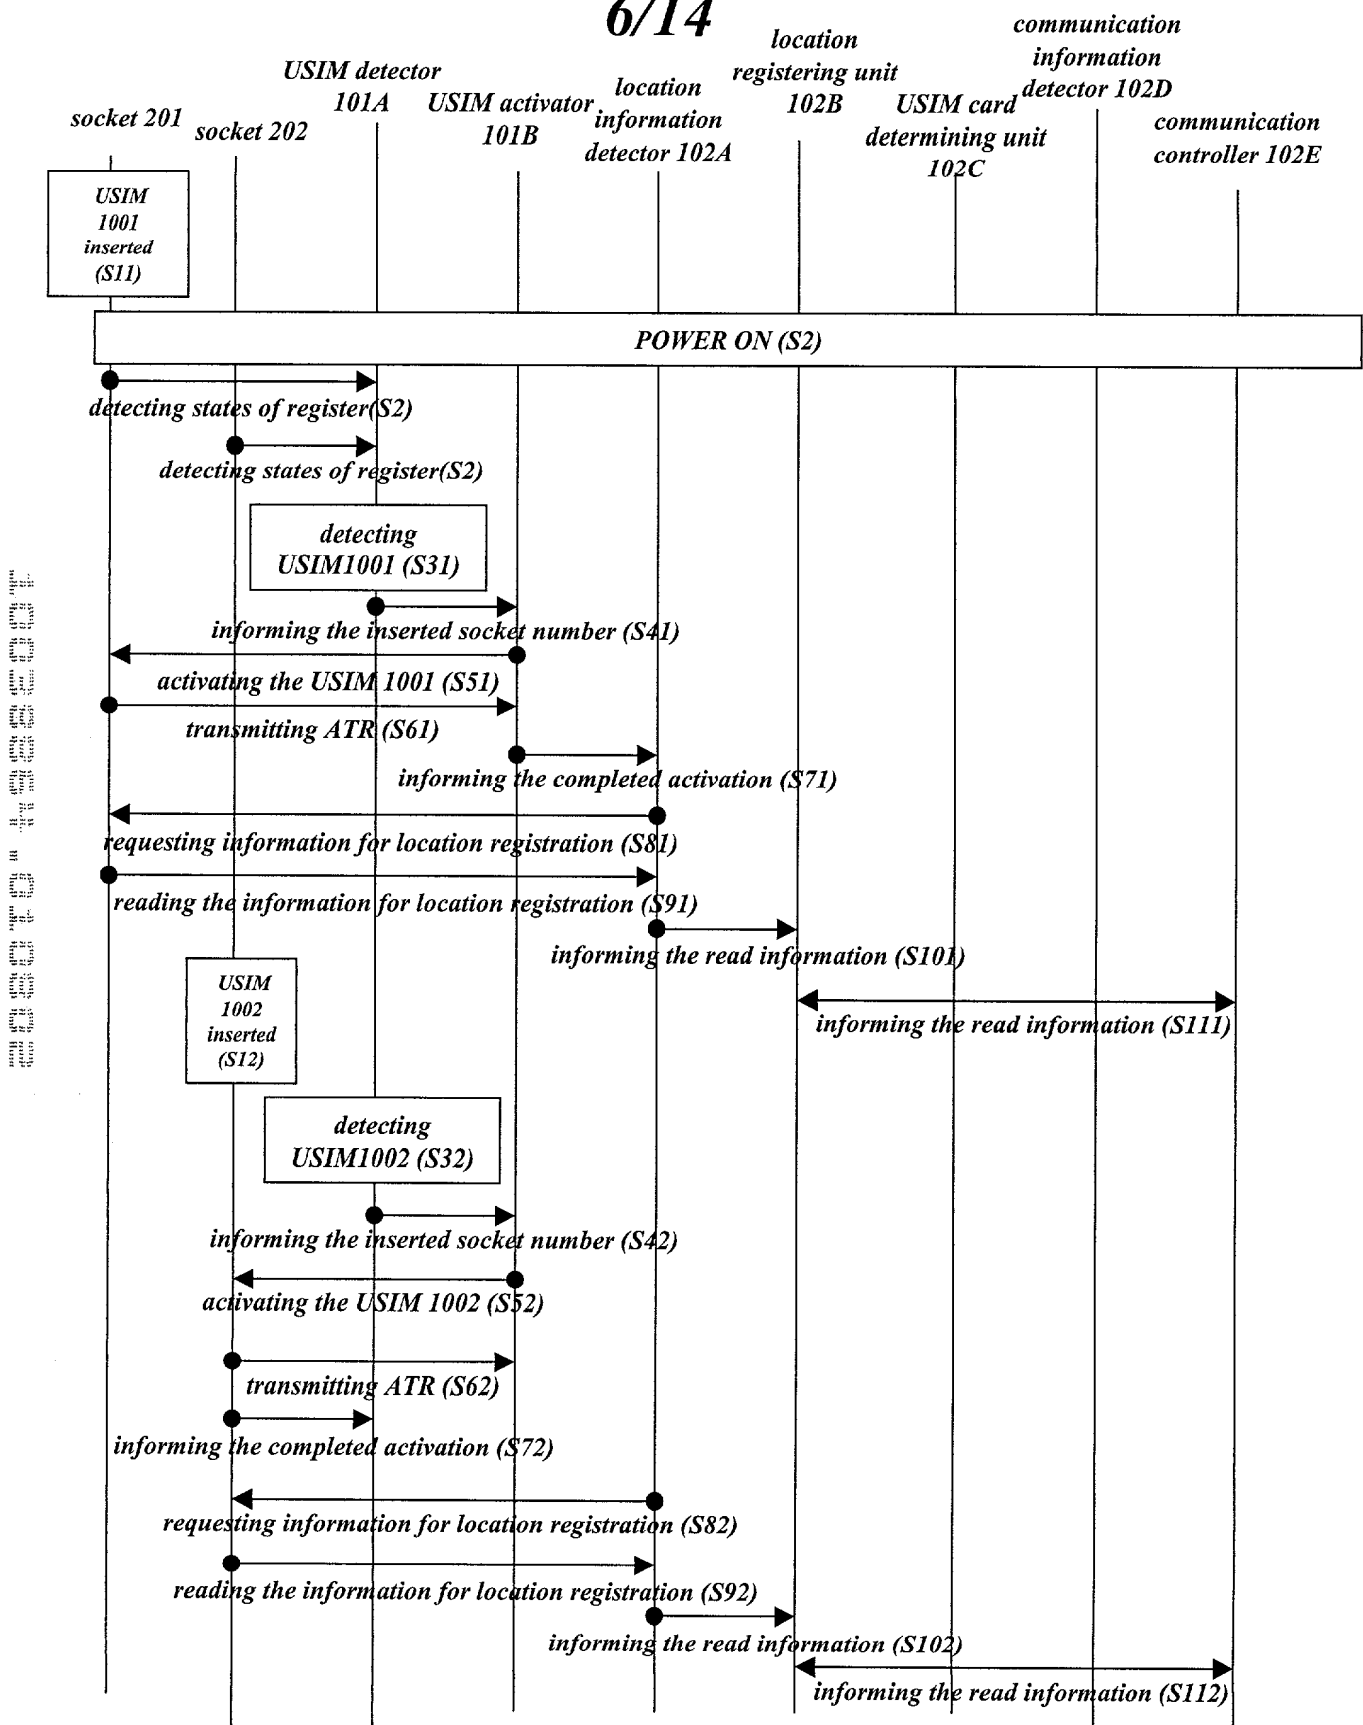 6/14
communication
information
detector 102D
location
registering unit
102B
USIM detector
101A
USIM activator
101B
location
information
detector 102A
USIM card
determining unit
102C
socket 201
socket 202
communication
controller 102E
USIM
1001
inserted
(S11)
POWER ON (S2)
detecting states of register(S2)
detecting states of register(S2)
detecting
USIM1001 (S31)
informing the inserted socket number (S41)
activating the USIM 1001 (S51)
transmitting ATR (S61)
informing the completed activation (S71)
requesting information for location registration (S81)
reading the information for location registration (S91)
informing the read information (S101)
USIM
1002
inserted
(S12)
informing the read information (S111)
detecting
USIM1002 (S32)
informing the inserted socket number (S42)
activating the USIM 1002 (S52)
transmitting ATR (S62)
informing the completed activation (S72)
requesting information for location registration (S82)
reading the information for location registration (S92)
informing the read information (S102)
informing the read information (S112)